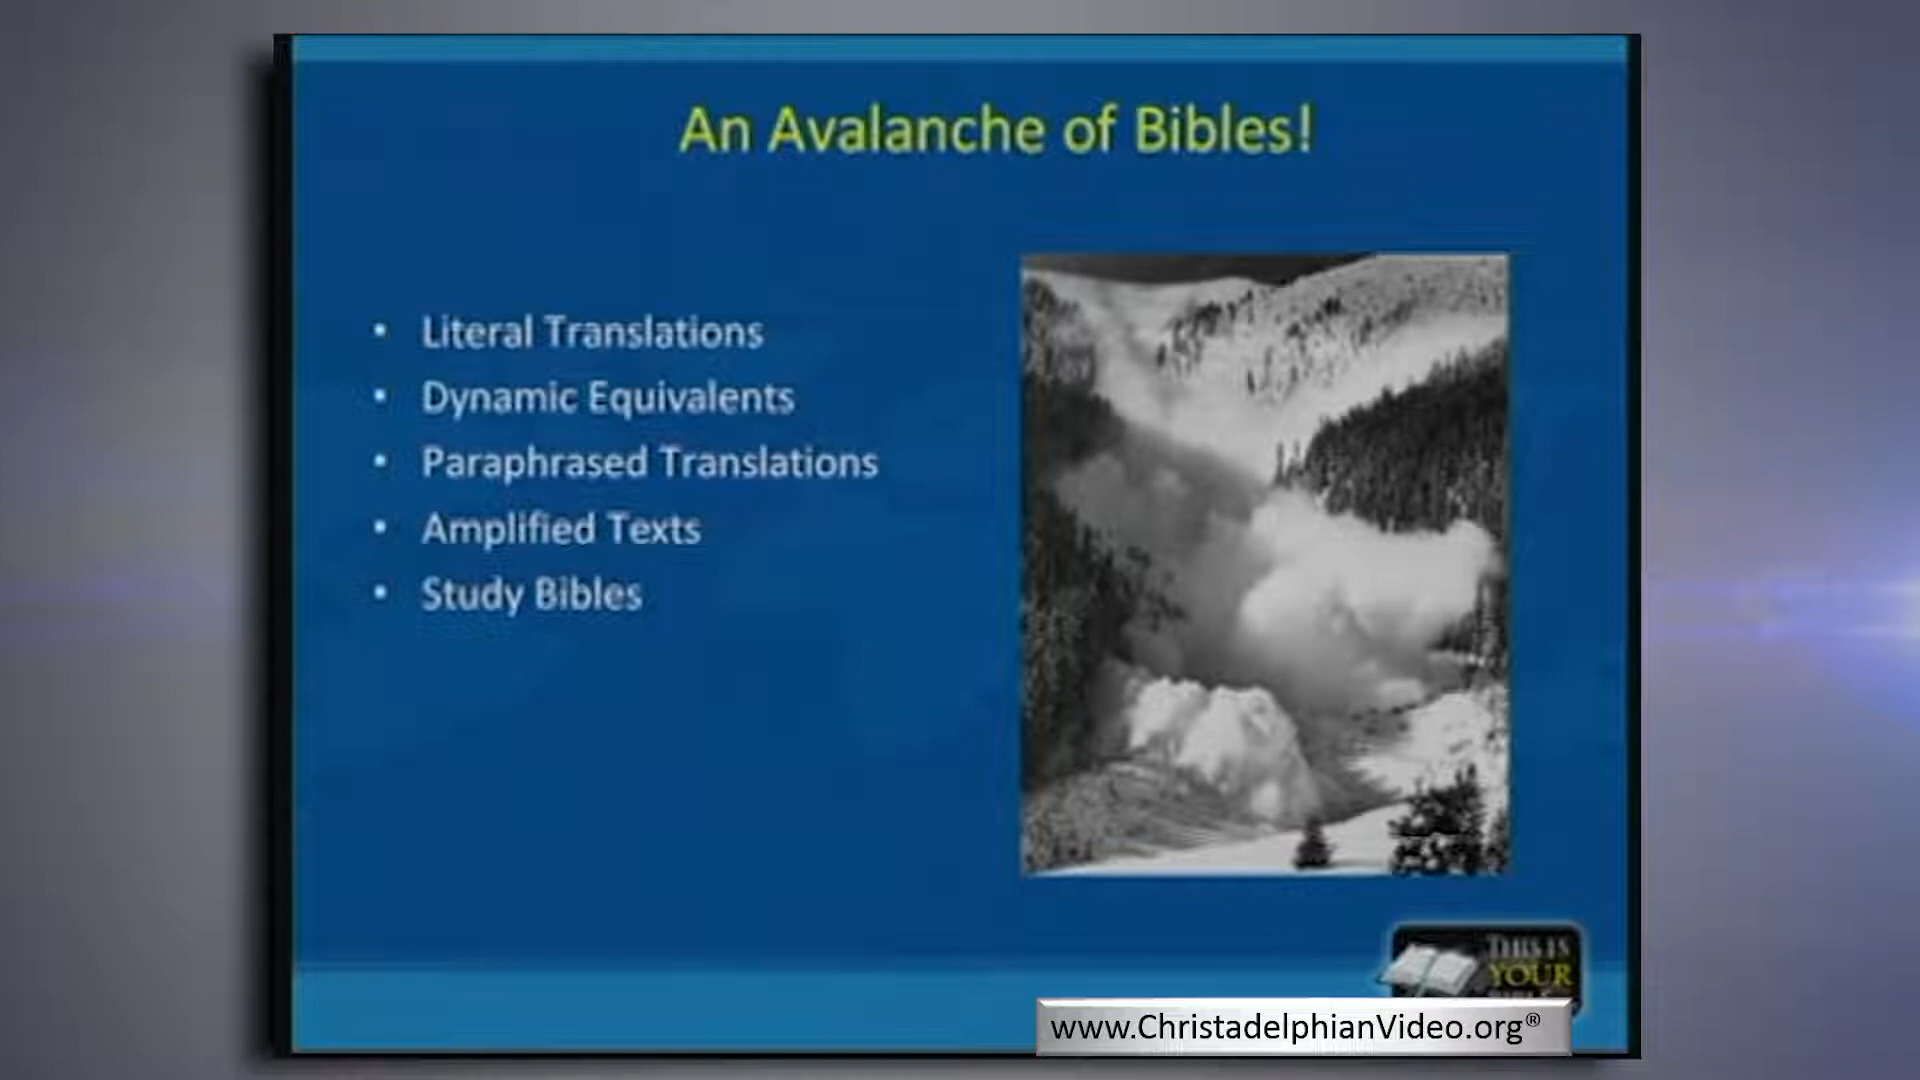 An Avalanche of Bibles!
• Literal Translations
• Dynamic Equivalents
• Paraphrased Translations
• Amplified Texts
• Study Bibles
THIS IS
YOUR
www.ChristadelphianVideo.org®